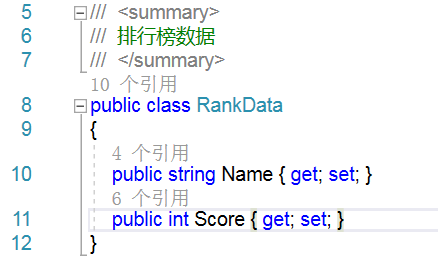 5 /// <summary>
6 /// 排行榜数据
7 /// </summary>
10 个引用
8 public class RankData
9 {
4 个引用
10 public string Name { get; set; }
6 个引用
11 public int Score { get; set; }
12 }